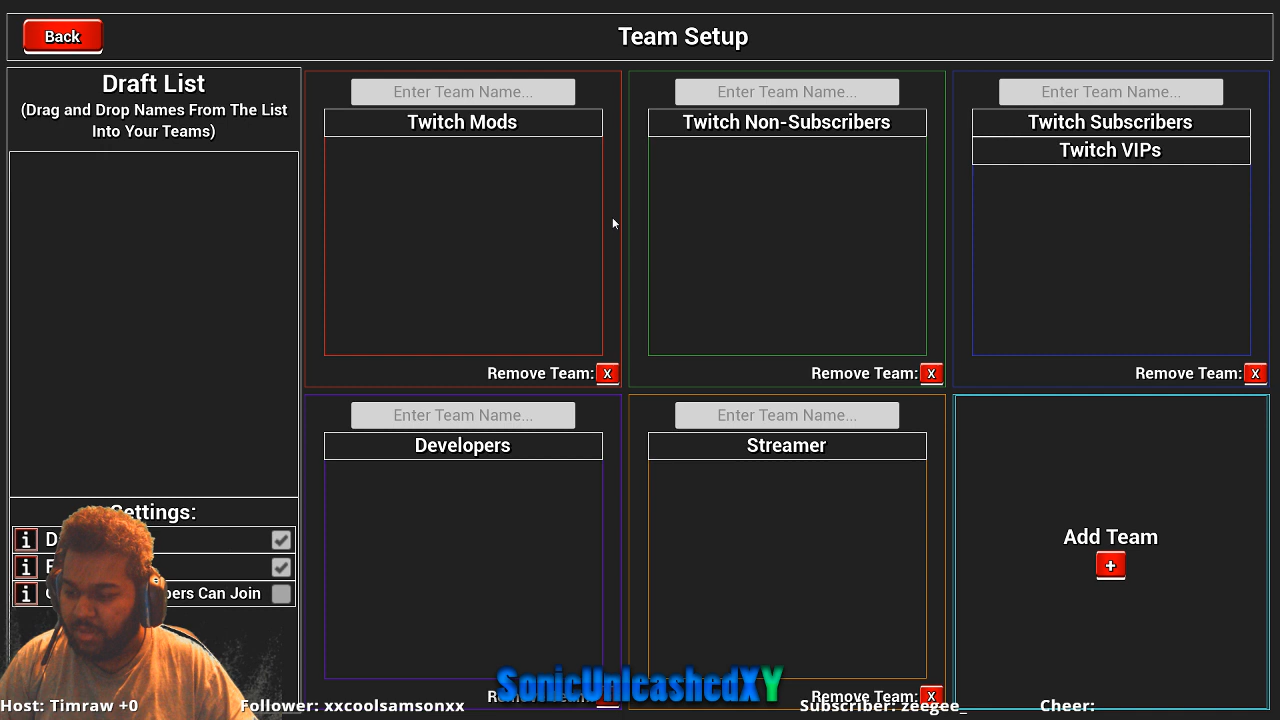 Back
Team Setup
Draft List
(Drag and Drop Names From The List
Into Your Teams)
Settings:
i
i
i
bers Can Join
Enter Team Name...
Twitch Mods
Remove Team: X
Enter Team Name...
Twitch Non-Subscribers
Remove Team: X
Enter Team Name...
Twitch Subscribers
Twitch VIPs
Remove Team: X
Enter Team Name...
Developers
Enter Team Name...
Streamer
Remove Team: X
Add Team
+
SonicUnleashedXY
Host: Timraw +0
Follower: xxcoolsamsonxx
Subscriber: zeegee_
Cheer: